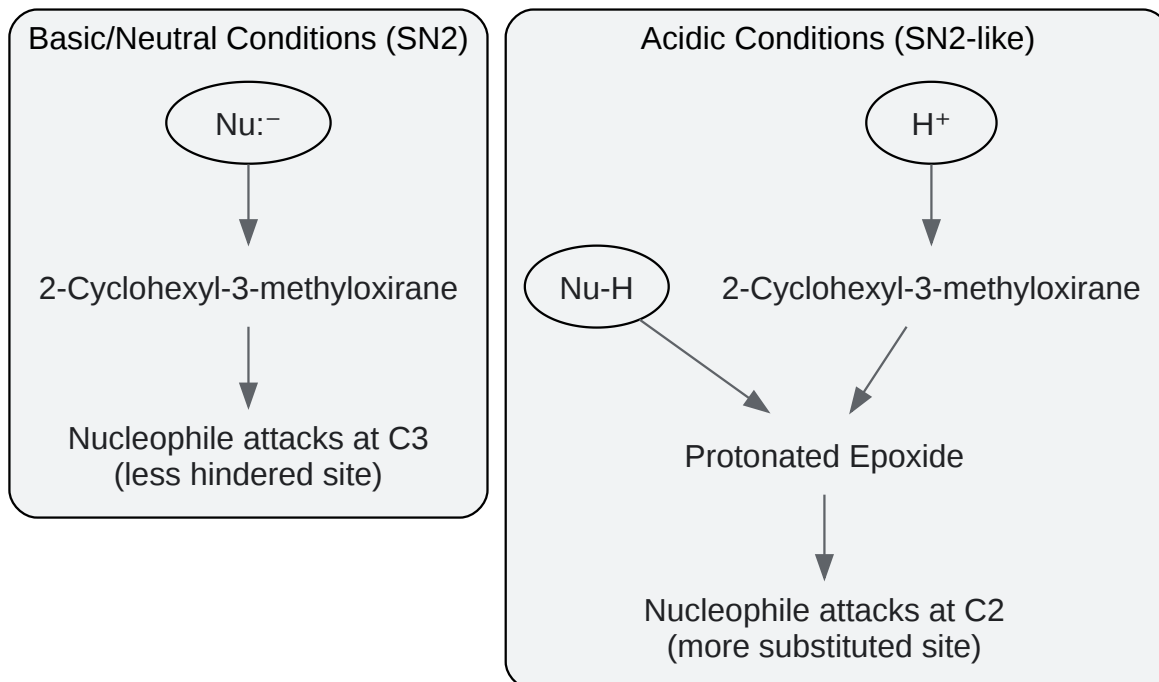 Basic/Neutral Conditions (SN2)
Nu:⁻
2-Cyclohexyl-3-methyloxirane
Nucleophile attacks at C3
(less hindered site)
Acidic Conditions (SN2-like)
H⁺
Nu-H
2-Cyclohexyl-3-methyloxirane
Protonated Epoxide
Nucleophile attacks at C2
(more substituted site)